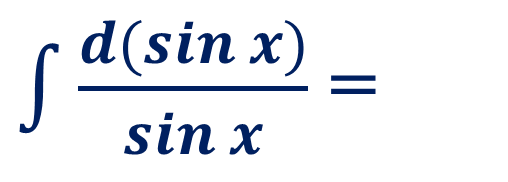 ∫ d(sin x) / sin x =